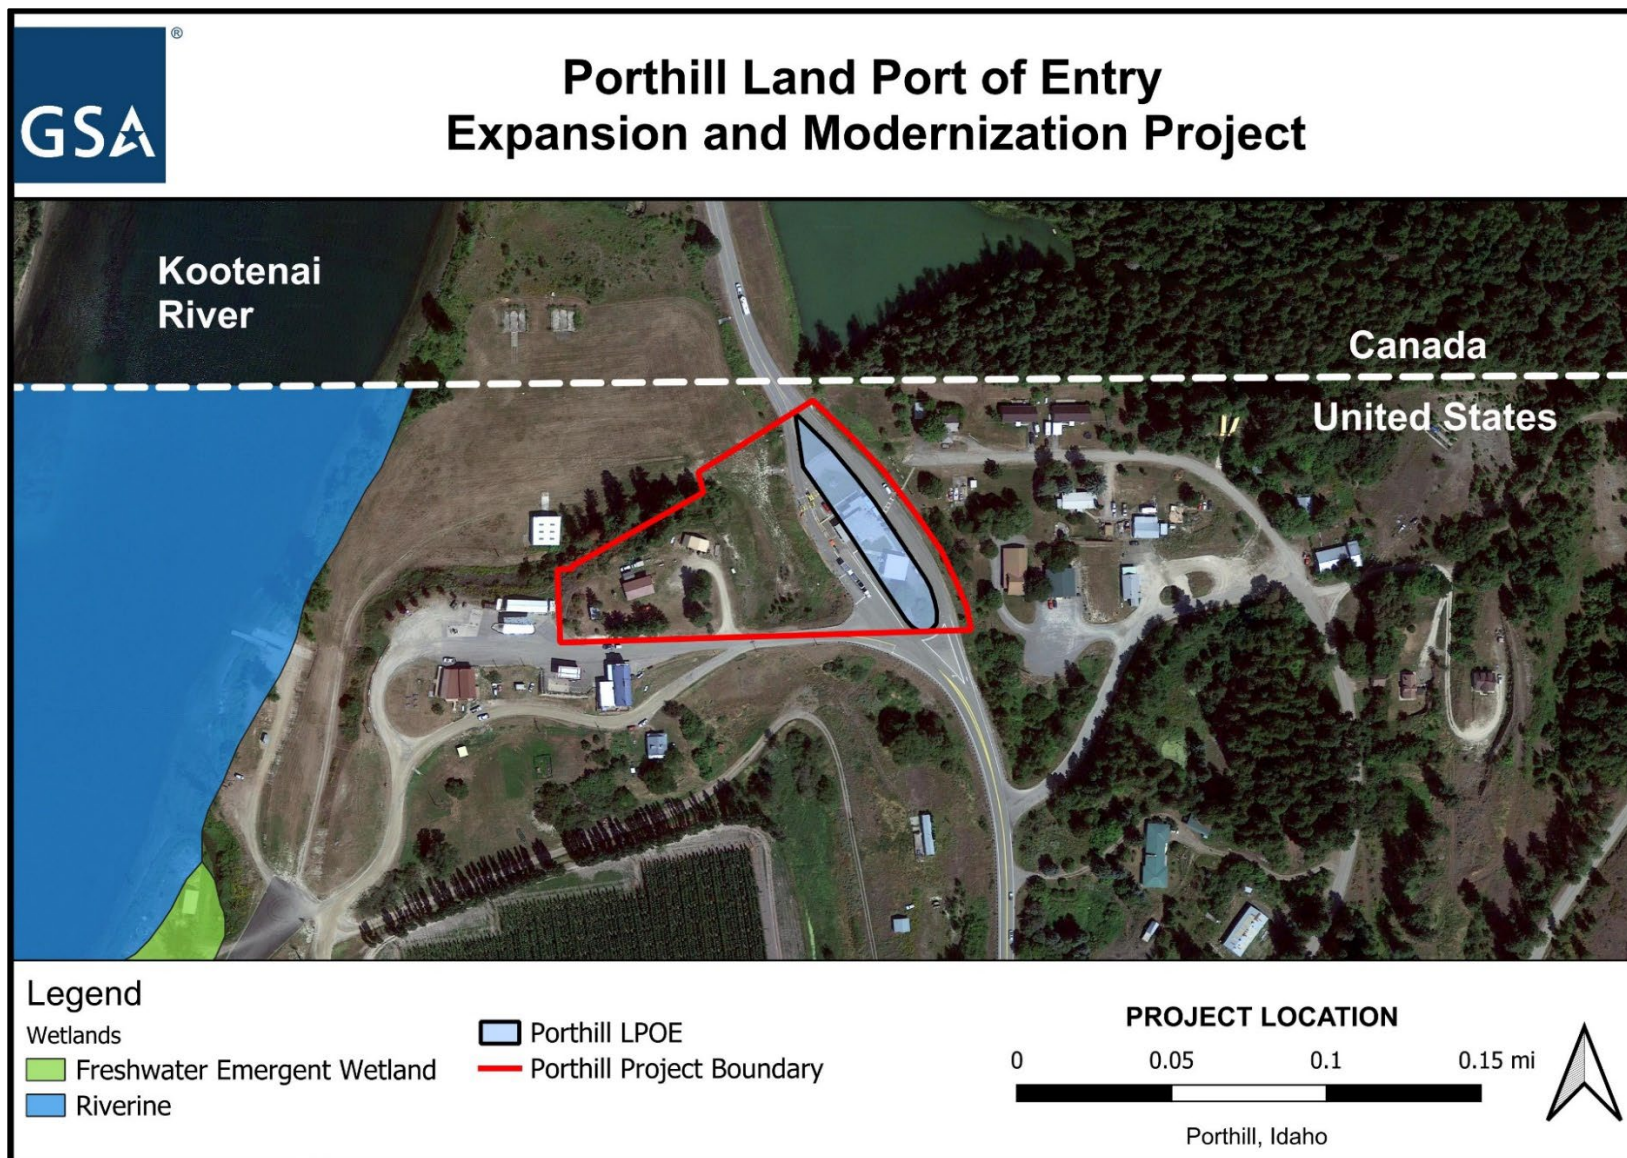 GSA
®
Porthill Land Port of Entry
Expansion and Modernization Project
Kootenai
River
Canada
United States
Legend
Wetlands
Freshwater Emergent Wetland
Riverine
Porthill LPOE
Porthill Project Boundary
PROJECT LOCATION
0 0.05 0.1 0.15 mi
Porthill, Idaho